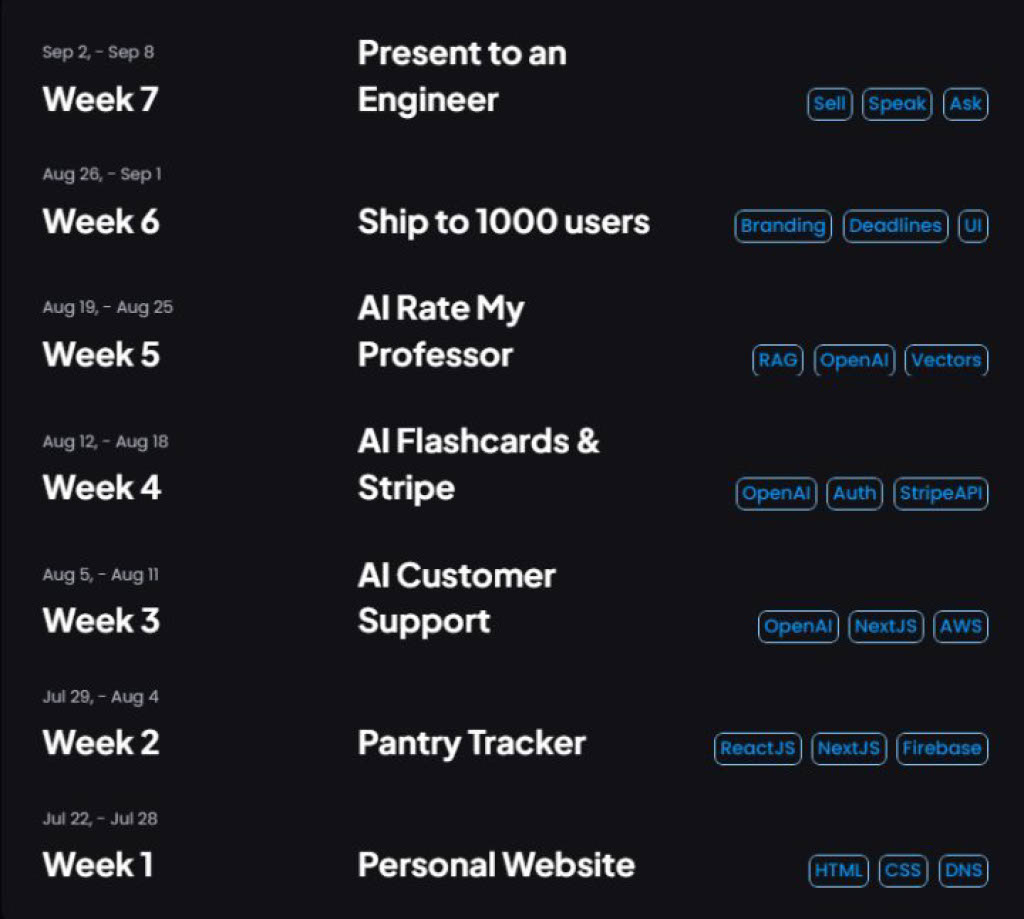 Sep 2, - Sep 8
Week 7
Present to an
Engineer
Sell Speak Ask
Aug 26, - Sep 1
Week 6
Ship to 1000 users
Branding Deadlines UI
Aug 19, - Aug 25
Week 5
AI Rate My
Professor
RAG OpenAI Vectors
Aug 12, - Aug 18
Week 4
AI Flashcards &
Stripe
OpenAI Auth StripeAPI
Aug 5, - Aug 11
Week 3
AI Customer
Support
OpenAI NextJS AWS
Jul 29, - Aug 4
Week 2
Pantry Tracker
ReactJS NextJS Firebase
Jul 22, - Jul 28
Week 1
Personal Website
HTML CSS DNS